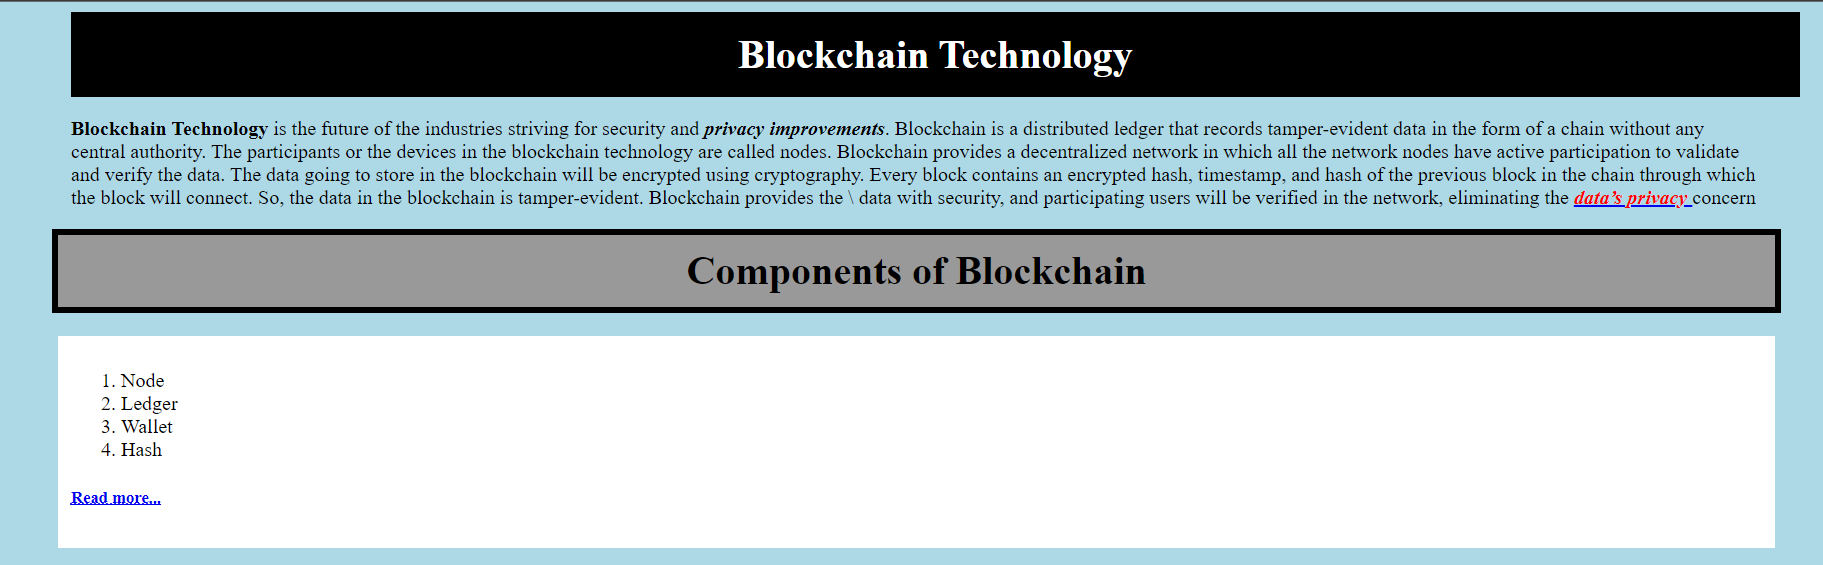 Blockchain Technology
Blockchain Technology is the future of the industries striving for security and privacy improvements. Blockchain is a distributed ledger that records tamper-evident data in the form of a chain without any
central authority. The participants or the devices in the blockchain technology are called nodes. Blockchain provides a decentralized network in which all the network nodes have active participation to validate
and verify the data. The data going to store in the blockchain will be encrypted using cryptography. Every block contains an encrypted hash, timestamp, and hash of the previous block in the chain through which
the block will connect. So, the data in the blockchain is tamper-evident. Blockchain provides the \ data with security, and participating users will be verified in the network, eliminating the data’s privacy concern
Components of Blockchain
1. Node
2. Ledger
3. Wallet
4. Hash
Read more...